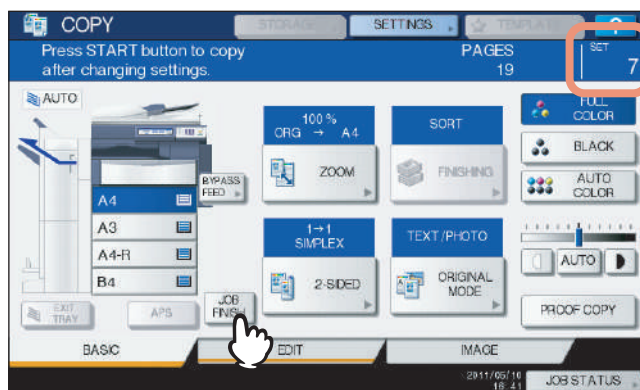 COPY
STORAGE
SETTINGS
TEMPLATE
?
Press START button to copy
after changing settings.
PAGES
19
SET
7
AUTO
100 %
ORG → A4
ZOOM
SORT
FINISHING
FULL
COLOR
BLACK
AUTO
COLOR
BYPASS
FEED
A4
A3
A4-R
B4
1→1
SIMPLEX
2-SIDED
TEXT/PHOTO
ORIGINAL
MODE
AUTO
EXIT
TRAY
APS
JOB
FINISH
PROOF COPY
BASIC
EDIT
IMAGE
2011/05/10
16:41
JOB STATUS